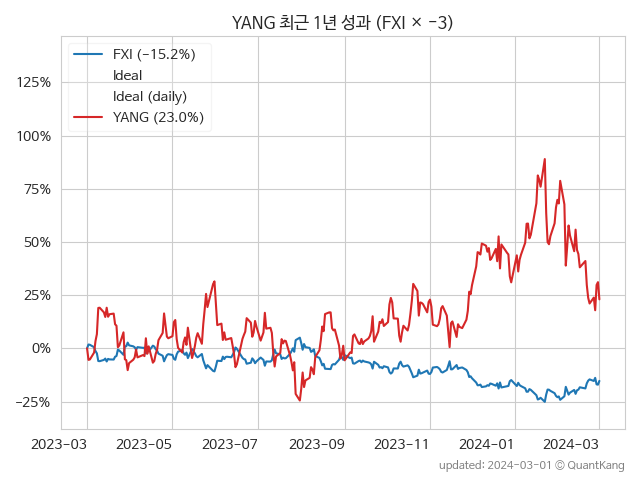 YANG 최근 1년 성과 (FXI × −3)
FXI (−15.2%)
Ideal
Ideal (daily)
YANG (23.0%)
125%
100%
75%
50%
25%
0%
−25%
2023−03 2023−05 2023−07 2023−09 2023−11 2024−01 2024−03
updated: 2024−03−01 © QuantKang